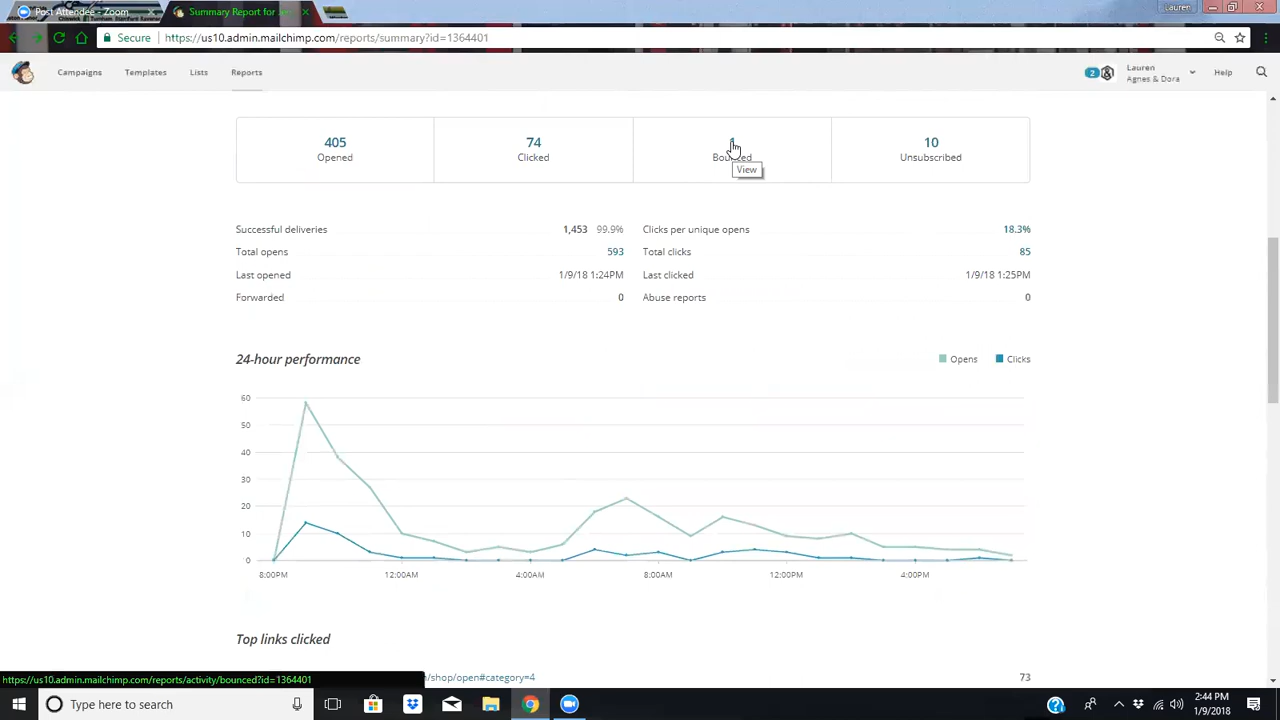 Post Attendee - Zoom
Summary Report for
Lauren
Secure
https://us10.admin.mailchimp.com/reports/summary?id=1364401
Campaigns
Templates
Lists
Reports
2
Lauren
Agnes & Dora
Help
405
Opened
74
Clicked
1
Bounced
View
10
Unsubscribed
Successful deliveries 1,453 99.9%
Clicks per unique opens 18.3%
Total opens 593
Total clicks 85
Last opened 1/9/18 1:24PM
Last clicked 1/9/18 1:25PM
Forwarded 0
Abuse reports 0
24-hour performance
Opens Clicks
60
50
40
30
20
10
0
8:00PM 12:00AM 4:00AM 8:00AM 12:00PM 4:00PM
Top links clicked
https://us10.admin.mailchimp.com/reports/activity/bounced?id=1364401
/shop/open#category=4 73
Type here to search
2:44 PM
1/9/2018